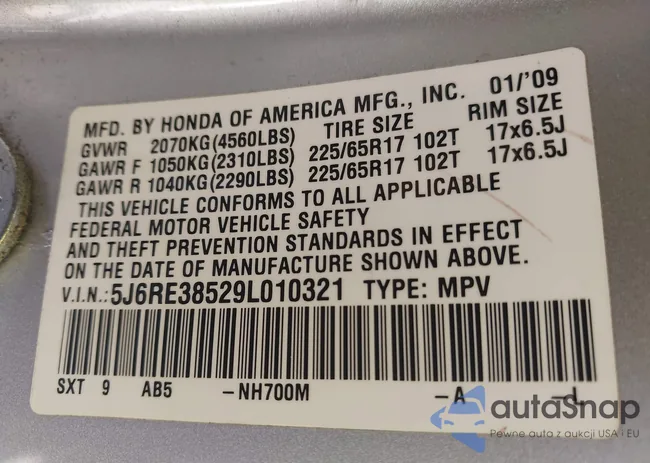 MFD. BY HONDA OF AMERICA MFG., INC. 01/'09
GVWR 2070KG(4560LBS) TIRE SIZE RIM SIZE
GAWR F 1050KG(2310LBS) 225/65R17 102T 17x6.5J
GAWR R 1040KG(2290LBS) 225/65R17 102T 17x6.5J
THIS VEHICLE CONFORMS TO ALL APPLICABLE
FEDERAL MOTOR VEHICLE SAFETY
AND THEFT PREVENTION STANDARDS IN EFFECT
ON THE DATE OF MANUFACTURE SHOWN ABOVE.
V.I.N.: 5J6RE38529L010321 TYPE: MPV
SXT 9 AB5 -NH700M -A -L
autaSnap
Pewne auta z aukcji USA i EU